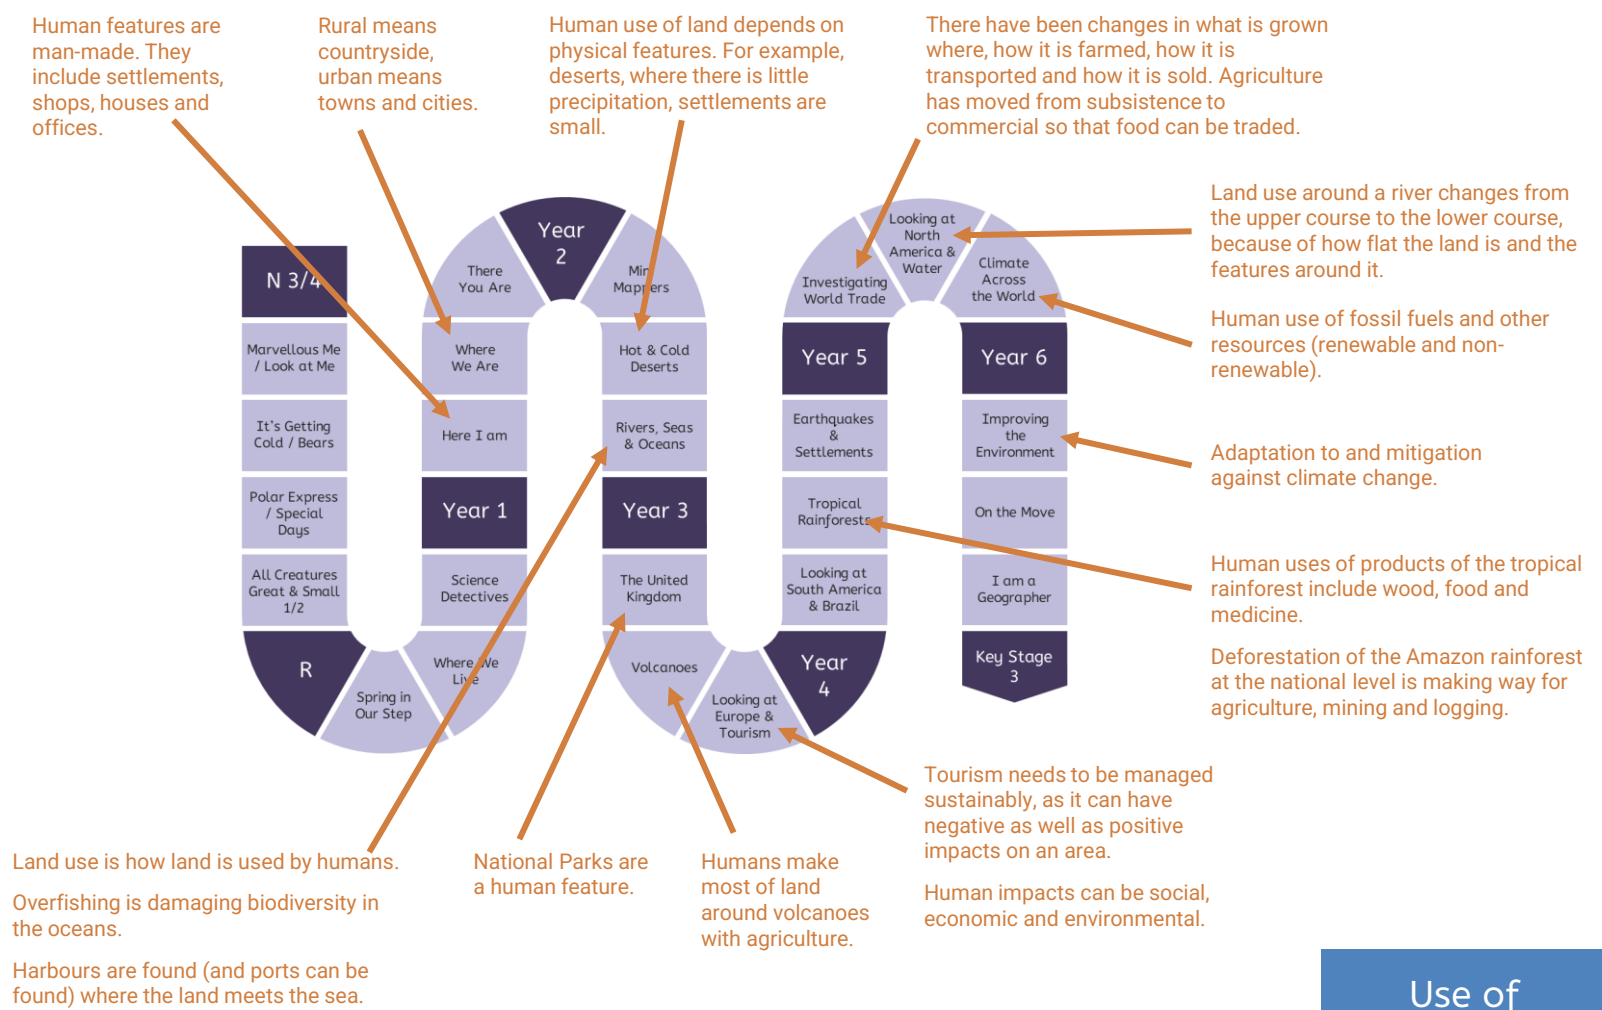 Human features are
man-made. They
include settlements,
shops, houses and
offices.
Rural means
countryside,
urban means
towns and cities.
Human use of land depends on
physical features. For example,
deserts, where there is little
precipitation, settlements are
small.
There have been changes in what is grown
where, how it is farmed, how it is
transported and how it is sold. Agriculture
has moved from subsistence to
commercial so that food can be traded.
Land use around a river changes from
the upper course to the lower course,
because of how flat the land is and the
features around it.
Human use of fossil fuels and other
resources (renewable and non-
renewable).
Adaptation to and mitigation
against climate change.
Human uses of products of the tropical
rainforest include wood, food and
medicine.
Deforestation of the Amazon rainforest
at the national level is making way for
agriculture, mining and logging.
N 3/4
Marvellous Me
/ Look at Me
It's Getting
Cold / Bears
Polar Express
/ Special
Days
All Creatures
Great & Small
1/2
R
Spring in
Our Step
Where We
Live
Science
Detectives
Year 1
Here I am
Where
We Are
There
You Are
Year
2
Mini
Mappers
Hot & Cold
Deserts
Rivers, Seas
& Oceans
Year 3
The United
Kingdom
Volcanoes
Looking at
Europe &
Tourism
Year
4
Looking at
South America
& Brazil
Tropical
Rainforests
Earthquakes
&
Settlements
Year 5
Investigating
World Trade
Looking at
North
America &
Water
Climate
Across
the World
Year 6
Improving
the
Environment
On the Move
I am a
Geographer
Key Stage
3
Land use is how land is used by humans.
Overfishing is damaging biodiversity in
the oceans.
Harbours are found (and ports can be
found) where the land meets the sea.
National Parks are
a human feature.
Humans make
most of land
around volcanoes
with agriculture.
Tourism needs to be managed
sustainably, as it can have
negative as well as positive
impacts on an area.
Human impacts can be social,
economic and environmental.
Use of